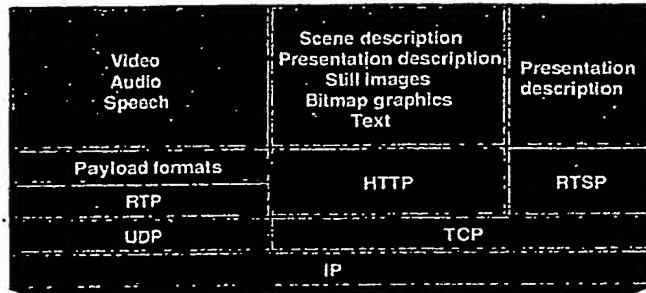 Video
Audio
Speech
Scene description
Presentation description
Still images
Bitmap graphics
Text
Presentation
description
Payload formats
RTP
HTTP
RTSP
UDP
TCP
IP